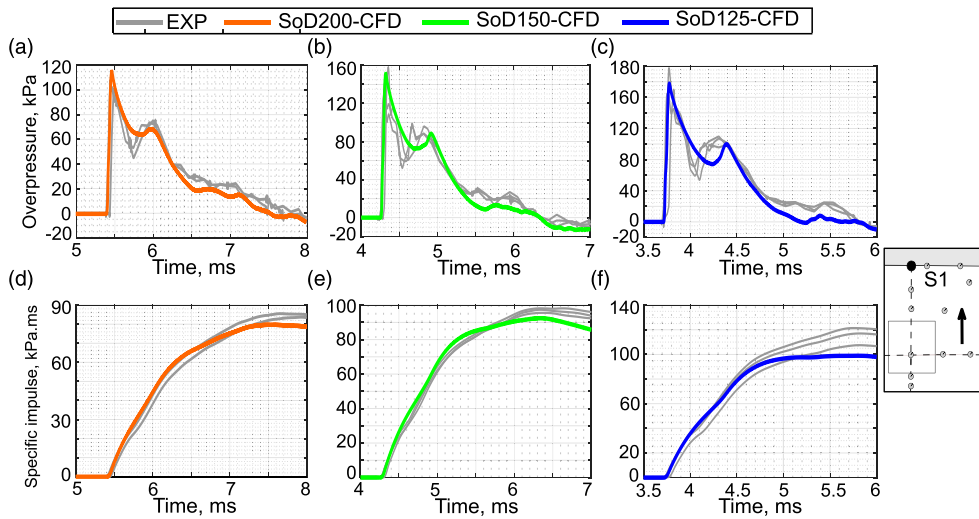 EXP SoD200-CFD SoD150-CFD SoD125-CFD
(a) (b) (c)
Overpressure, kPa
120
100
80
60
40
20
0
-20
5 6 7 8
Time, ms
160
120
80
40
0
-20
4 5 6 7
Time, ms
180
160
120
80
40
0
-20
3.5 4 4.5 5 5.5 6
Time, ms
S1
(d) (e) (f)
Specific impulse, kPa.ms
90
60
30
0
5 6 7 8
Time, ms
100
80
60
40
20
0
4 5 6 7
Time, ms
140
100
60
20
0
3.5 4 4.5 5 5.5 6
Time, ms